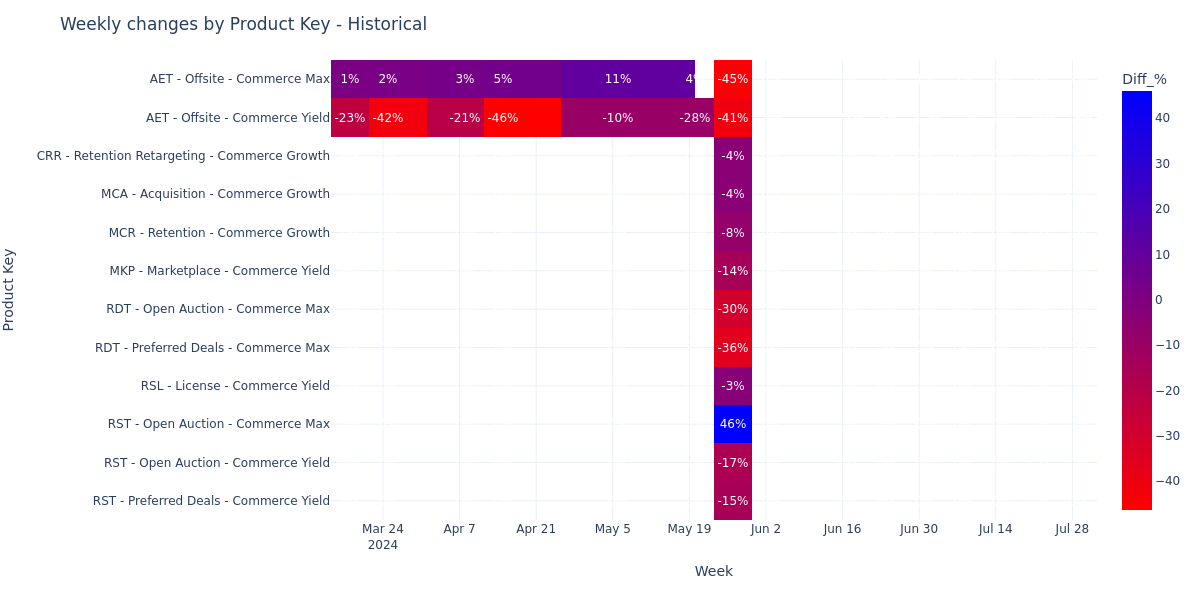 Weekly changes by Product Key - Historical
Diff_%
AET - Offsite - Commerce Max 1% 2% 3% 5% 11% 4% -45%
AET - Offsite - Commerce Yield -23% -42% -21% -46% -10% -28% -41%
CRR - Retention Retargeting - Commerce Growth -4%
MCA - Acquisition - Commerce Growth -4%
MCR - Retention - Commerce Growth -8%
MKP - Marketplace - Commerce Yield -14%
RDT - Open Auction - Commerce Max -30%
RDT - Preferred Deals - Commerce Max -36%
RSL - License - Commerce Yield -3%
RST - Open Auction - Commerce Max 46%
RST - Open Auction - Commerce Yield -17%
RST - Preferred Deals - Commerce Yield -15%
Product Key
Mar 24 Apr 7 Apr 21 May 5 May 19 Jun 2 Jun 16 Jun 30 Jul 14 Jul 28
2024
Week
40
30
20
10
0
−10
−20
−30
−40